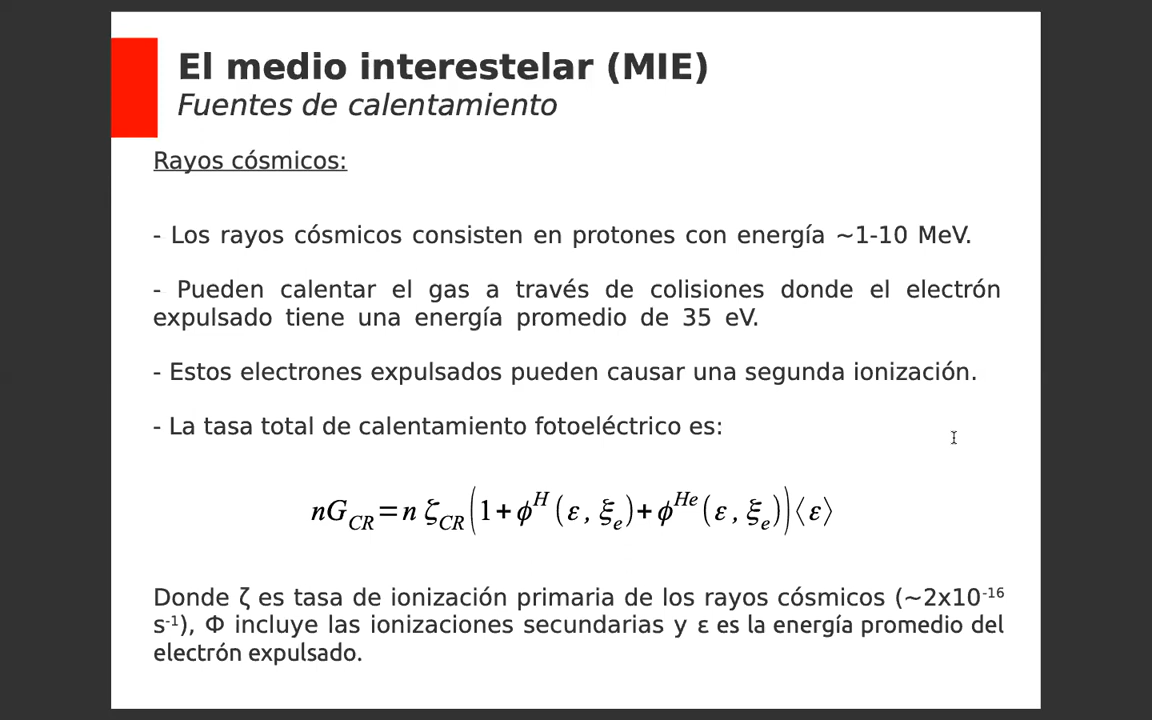 El medio interestelar (MIE)
Fuentes de calentamiento
Rayos cósmicos:
- Los rayos cósmicos consisten en protones con energía ~1-10 MeV.
- Pueden calentar el gas a través de colisiones donde el electrón
expulsado tiene una energía promedio de 35 eV.
- Estos electrones expulsados pueden causar una segunda ionización.
- La tasa total de calentamiento fotoeléctrico es:
nG_CR = n ζ_CR (1 + ϕ^H (ε, ξ_e) + ϕ^He (ε, ξ_e)) ⟨ε⟩
Donde ζ es tasa de ionización primaria de los rayos cósmicos (~2x10⁻¹⁶
s⁻¹), Φ incluye las ionizaciones secundarias y ε es la energía promedio del
electrón expulsado.